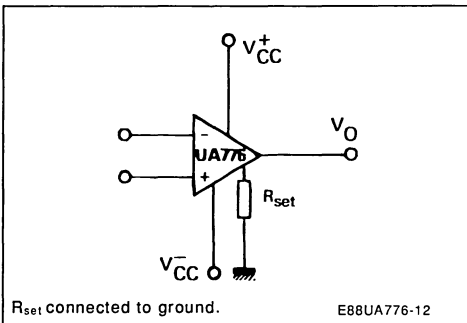 V+CC
VO
-
UA776
+
Rset
V-CC
Rset connected to ground. E88UA776-12